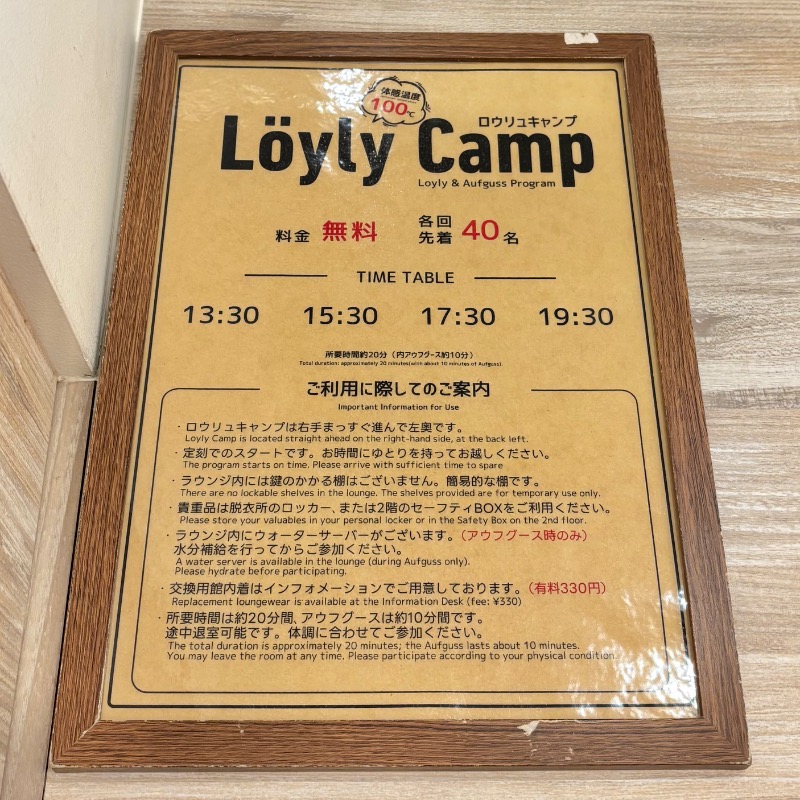 体感温度
100℃
ロウリュキャンプ
Löyly Camp
Loyly & Aufguss Program
料金 無料 各回先着 40名
TIME TABLE
13:30 15:30 17:30 19:30
所要時間約20分（内アウフグース約10分）
Total duration: approximately 20 minutes(with about 10 minutes of Aufguss).
ご利用に際してのご案内
Important Information for Use
・ロウリュキャンプは右手まっすぐ進んで左奥です。
Loyly Camp is located straight ahead on the right-hand side, at the back left.
・定刻でのスタートです。お時間にゆとりを持ってお越しください。
The program starts on time. Please arrive with sufficient time to spare
・ラウンジ内には鍵のかかる棚はございません。簡易的な棚です。
There are no lockable shelves in the lounge. The shelves provided are for temporary use only.
・貴重品は脱衣所のロッカー、または2階のセーフティBOXをご利用ください。
Please store your valuables in your personal locker or in the Safety Box on the 2nd floor.
・ラウンジ内にウォーターサーバーがございます。（アウフグース時のみ）
水分補給を行ってからご参加ください。
A water server is available in the lounge (during Aufguss only).
Please hydrate before participating.
・交換用館内着はインフォメーションでご用意しております。（有料330円）
Replacement loungewear is available at the Information Desk (fee: ¥330)
・所要時間は約20分間、アウフグースは約10分間です。
途中退室可能です。体調に合わせてご参加ください。
The total duration is approximately 20 minutes; the Aufguss lasts about 10 minutes.
You may leave the room at any time. Please participate according to your physical condition.